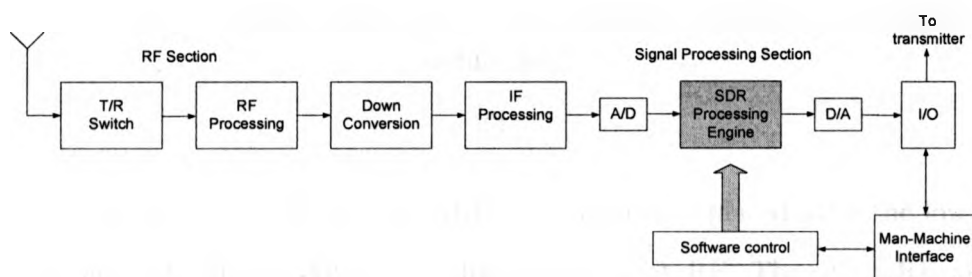 To
transmitter
RF Section
Signal Processing Section
T/R
Switch
RF
Processing
Down
Conversion
IF
Processing
A/D
SDR
Processing
Engine
D/A
I/O
Software control
Man-Machine
Interface